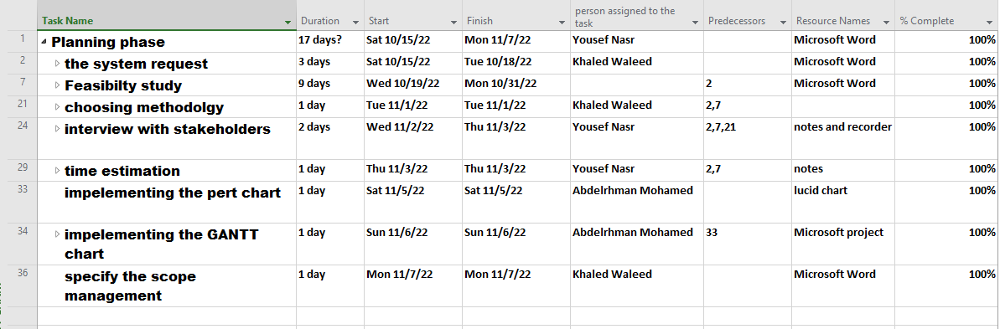 Task Name Duration Start Finish person assigned to the task Predecessors Resource Names % Complete
1 Planning phase 17 days? Sat 10/15/22 Mon 11/7/22 Yousef Nasr Microsoft Word 100%
2 the system request 3 days Sat 10/15/22 Tue 10/18/22 Khaled Waleed Microsoft Word 100%
7 Feasibilty study 9 days Wed 10/19/22 Mon 10/31/22 2 Microsoft Word 100%
21 choosing methodolgy 1 day Tue 11/1/22 Tue 11/1/22 Khaled Waleed 2,7 100%
24 interview with stakeholders 2 days Wed 11/2/22 Thu 11/3/22 Yousef Nasr 2,7,21 notes and recorder 100%
29 time estimation 1 day Thu 11/3/22 Thu 11/3/22 Yousef Nasr 2,7 notes 100%
33 impelementing the pert chart 1 day Sat 11/5/22 Sat 11/5/22 Abdelrhman Mohamed lucid chart 100%
34 impelementing the GANTT 1 day Sun 11/6/22 Sun 11/6/22 Abdelrhman Mohamed 33 Microsoft project 100%
chart
36 specify the scope 1 day Mon 11/7/22 Mon 11/7/22 Khaled Waleed Microsoft Word 100%
management